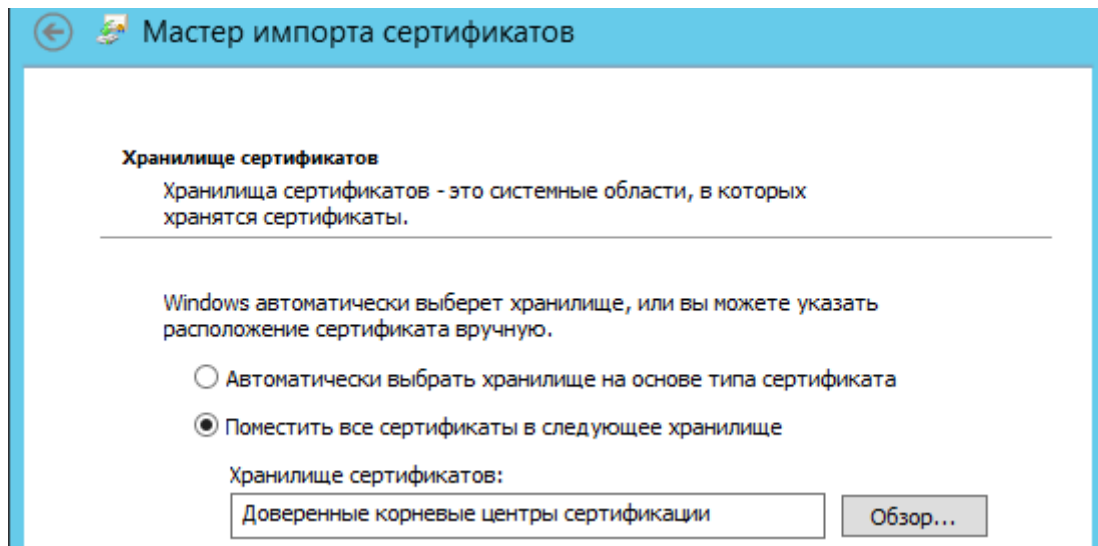 Мастер импорта сертификатов
Хранилище сертификатов
Хранилища сертификатов - это системные области, в которых
хранятся сертификаты.
Windows автоматически выберет хранилище, или вы можете указать
расположение сертификата вручную.
Автоматически выбрать хранилище на основе типа сертификата
Поместить все сертификаты в следующее хранилище
Хранилище сертификатов:
Доверенные корневые центры сертификации
Обзор...